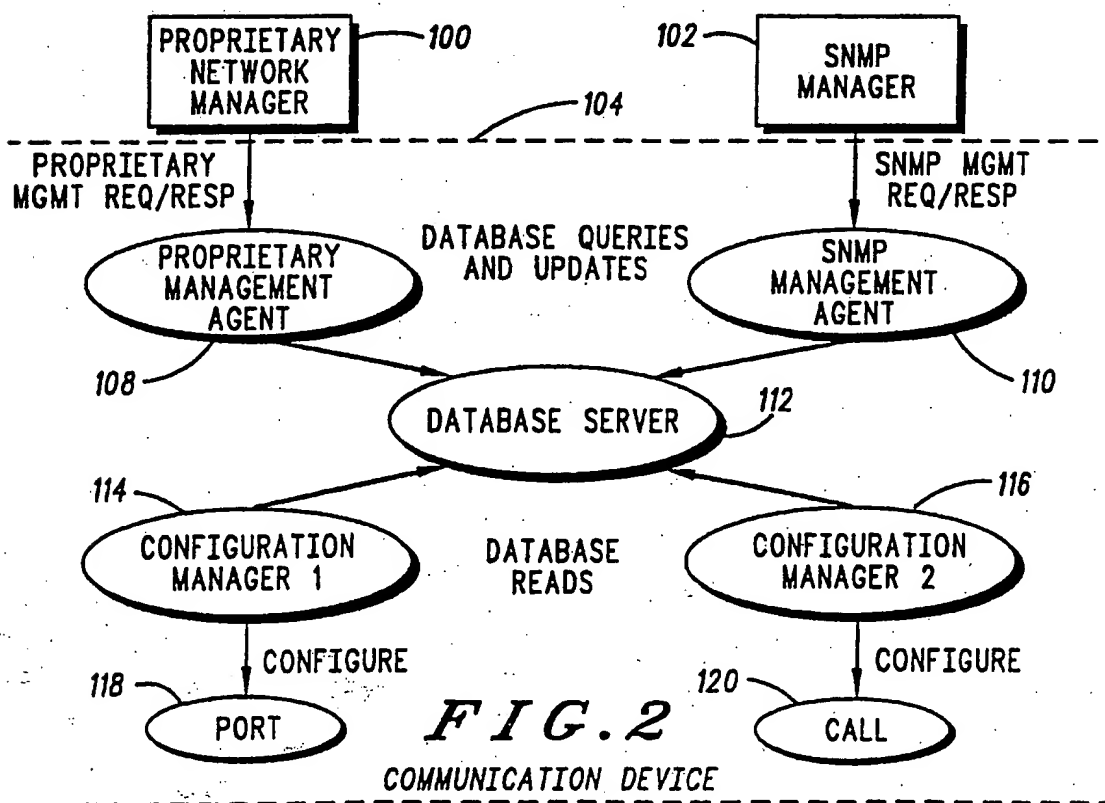 PROPRIETARY
NETWORK
MANAGER
100
102
SNMP
MANAGER
104
PROPRIETARY
MGMT REQ/RESP
SNMP MGMT
REQ/RESP
DATABASE QUERIES
AND UPDATES
PROPRIETARY
MANAGEMENT
AGENT
SNMP
MANAGEMENT
AGENT
108
110
DATABASE SERVER
112
114
116
CONFIGURATION
MANAGER 1
DATABASE
READS
CONFIGURATION
MANAGER 2
CONFIGURE
CONFIGURE
118
120
PORT
FIG.2
CALL
COMMUNICATION DEVICE